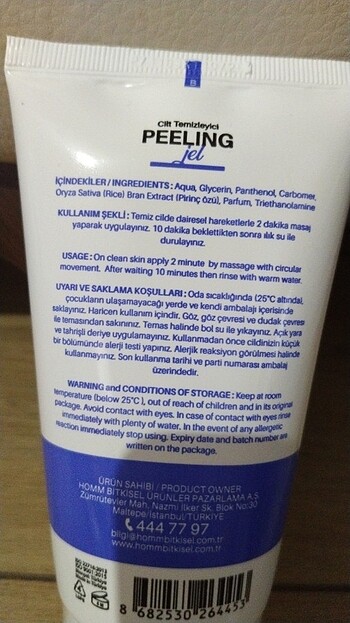 Cilt Temizleyici
PEELING
jel
İÇİNDEKİLER / INGREDIENTS : Aqua, Glycerin, Panthenol, Carbomer,
Oryza Sativa (Rice) Bran Extract (Pirinç özü), Parfum, Triethanolamine
KULLANIM ŞEKLİ : Temiz cilde dairesel hareketlerle 2 dakika masaj
yaparak uygulayınız. 10 dakika beklettikten sonra ılık su ile
durulayınız.
USAGE : On clean skin apply 2 minute by massage with circular
movement. After waiting 10 minutes then rinse with warm water.
UYARI VE SAKLAMA KOŞULLARI : Oda sıcaklığında (25°C altında),
çocukların ulaşamayacağı yerde ve kendi ambalajı içerisinde
saklayınız. Haricen kullanım içindir. Göz, göz çevresi ve dudak çevresi
ile temasından sakınınız. Temas halinde bol su ile yıkayınız. Açık yara
ve tahrişli deriye uygulamayınız. Kullanmadan önce cildinizin küçük
bir bölümünde alerji testi yapınız. Alerjik reaksiyon görülmesi halinde
kullanmayınız. Son kullanma tarihi ve parti numarası ambalaj
üzerindedir.
WARNING and CONDITIONS OF STORAGE : Keep at room
temperature (below 25°C ), out of reach of children and in its original
package. Avoid contact with eyes. In case of contact with eyes rinse
immediately with plenty of water. In the event of any allergic
reaction immediately stop using. Expiry date and batch number are
written on the package.
ÜRÜN SAHİBİ / PRODUCT OWNER
HOMM BİTKİSEL ÜRÜNLER PAZARLAMA A.Ş.
Zümrütevler Mah. Nazmi İlker Sk. Blok No:30
Maltepe/İstanbul/TÜRKİYE
444 77 97
bilgi@hommbitkisel.com.tr
www.hommbitkisel.com.tr
ISO 22716:2013
ISO 9001:2015
Menşei: Türkiye
Made in Türkiye
8 682530 264453